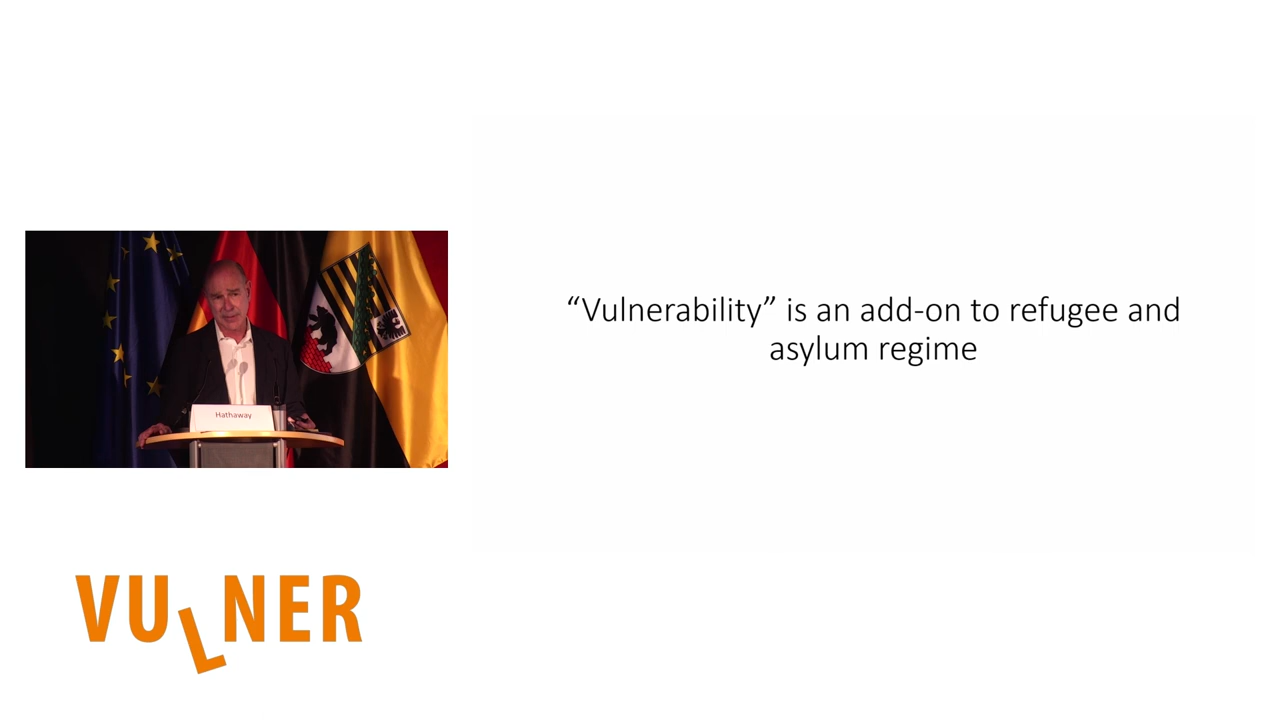 “Vulnerability” is an add-on to refugee and
asylum regime
Hathaway
VULNER